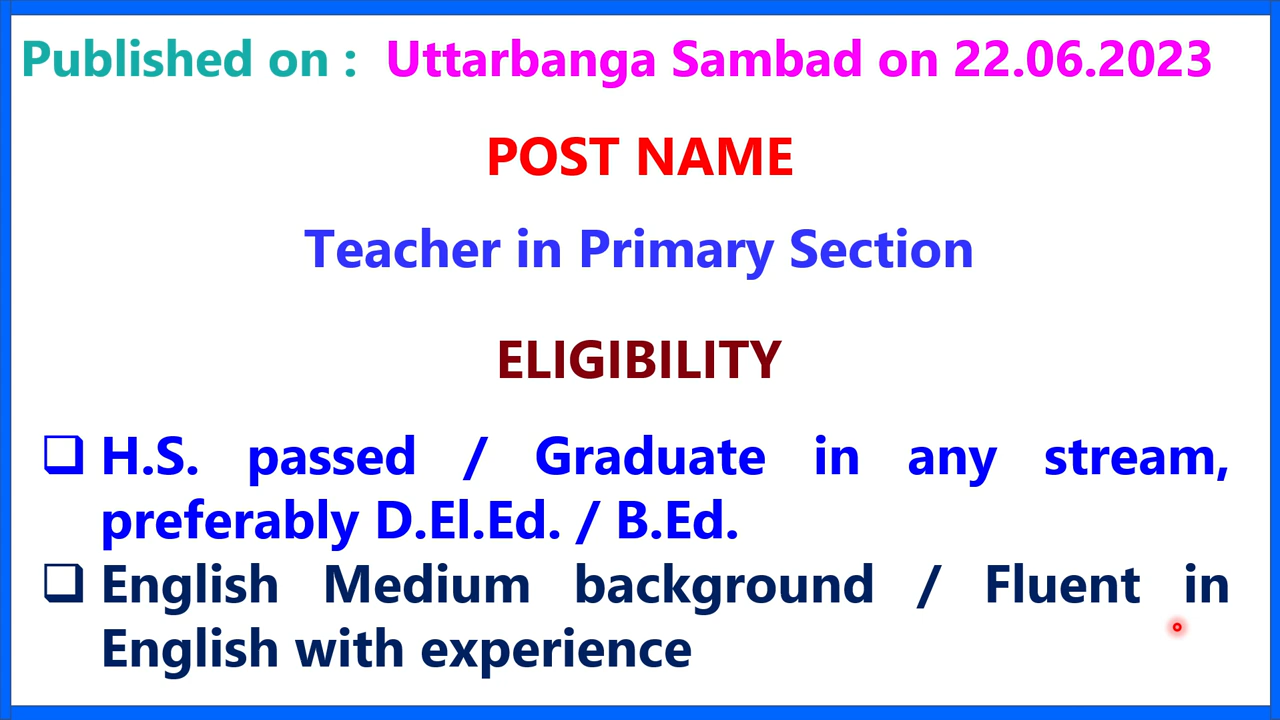 Published on : Uttarbanga Sambad on 22.06.2023
POST NAME
Teacher in Primary Section
ELIGIBILITY
❑ H.S. passed / Graduate in any stream,
preferably D.El.Ed. / B.Ed.
❑ English Medium background / Fluent in
English with experience